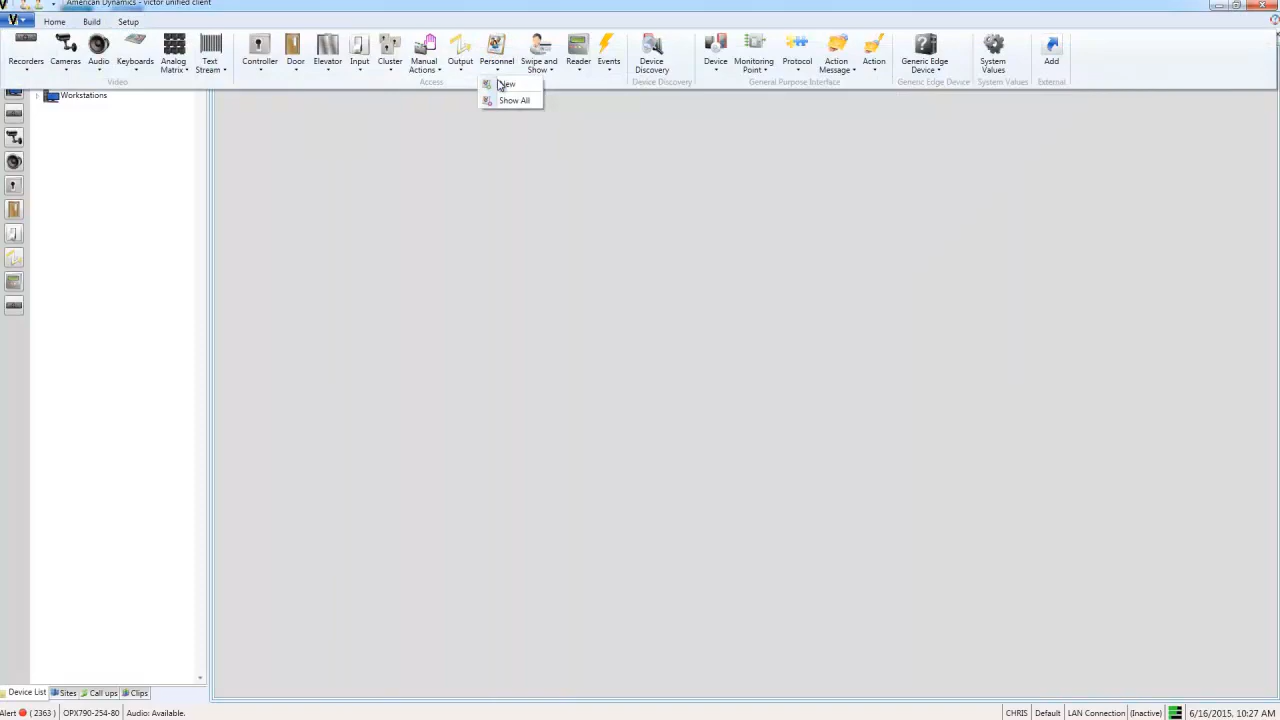 American Dynamics - victor unified client
Home Build Setup
Recorders Cameras Audio Keyboards Analog Matrix Text Stream Controller Door Elevator Input Cluster Manual Actions Output Personnel Swipe and Show Reader Events Device Discovery Device Monitoring Point Protocol Action Message Action Generic Edge Device System Values Add
Video Access Device Discovery General Purpose Interface Generic Edge Device System Values External
New
Show All
Workstations
Device List Sites Call ups Clips
Alert (2363) OPX790-254-80 Audio: Available. CHRIS Default LAN Connection (Inactive) 6/16/2015, 10:27 AM